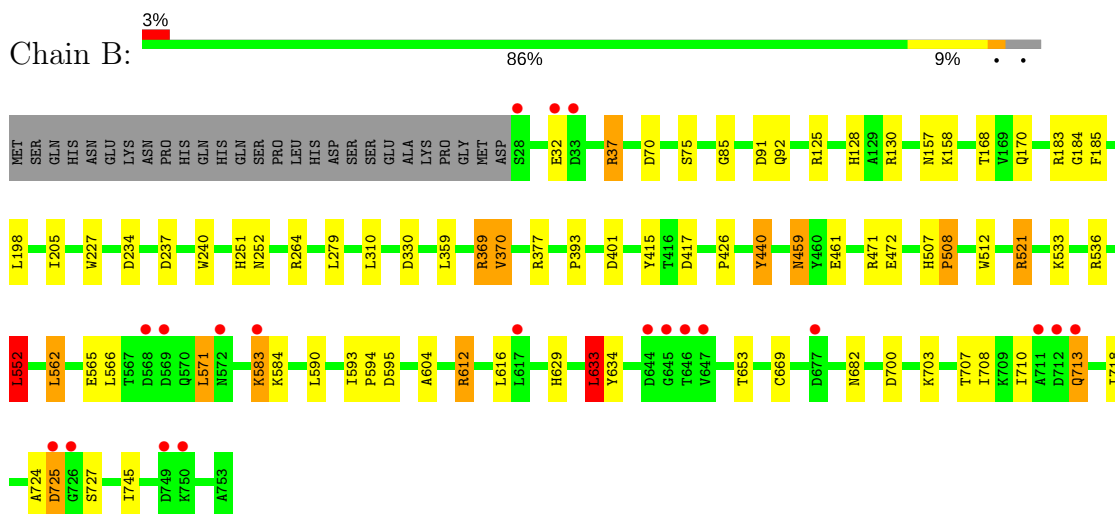 3%
Chain B:
86% 9% • •
MET SER GLN HIS ASN GLU LYS ASN PRO HIS GLN HIS GLN SER PRO LEU HIS ASP SER SER GLU ALA LYS PRO GLY MET ASP S28 E32 D33 R37 D70 S75 G85 D91 Q92 R125 H128 A129 R130 N157 K158 T168 V169 Q170 R183 G184 F185
L198 I205 W227 D234 D237 W240 H251 N252 R264 L279 L310 D330 L359 R369 V370 R377 P393 D401 Y415 T416 D417 P426 Y440 N459 Y460 E461 R471 E472 H507 P508 W512 R521 K533 R536
L552 L562 E565 L566 T567 D568 D569 Q570 L571 N572 K583 K584 L590 I593 P594 D595 A604 R612 L616 L617 H629 L633 Y634 D644 G645 T646 V647 T653 C669 D677 N682 D700 K703 T707 I708 K709 I710 A711 D712 Q713 I718
A724 D725 G726 S727 I745 D749 K750 A753